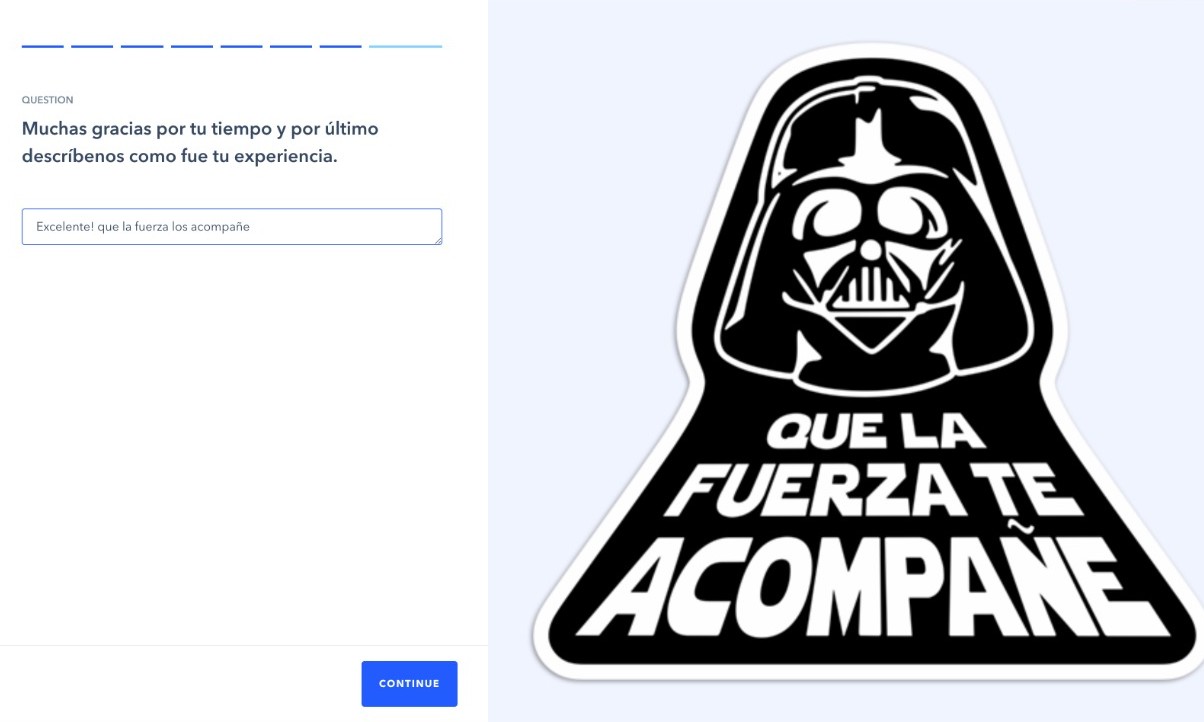 QUESTION
Muchas gracias por tu tiempo y por último
descríbenos como fue tu experiencia.
Excelente! que la fuerza los acompañe
CONTINUE
QUE LA
FUERZA TE
ACOMPAÑE